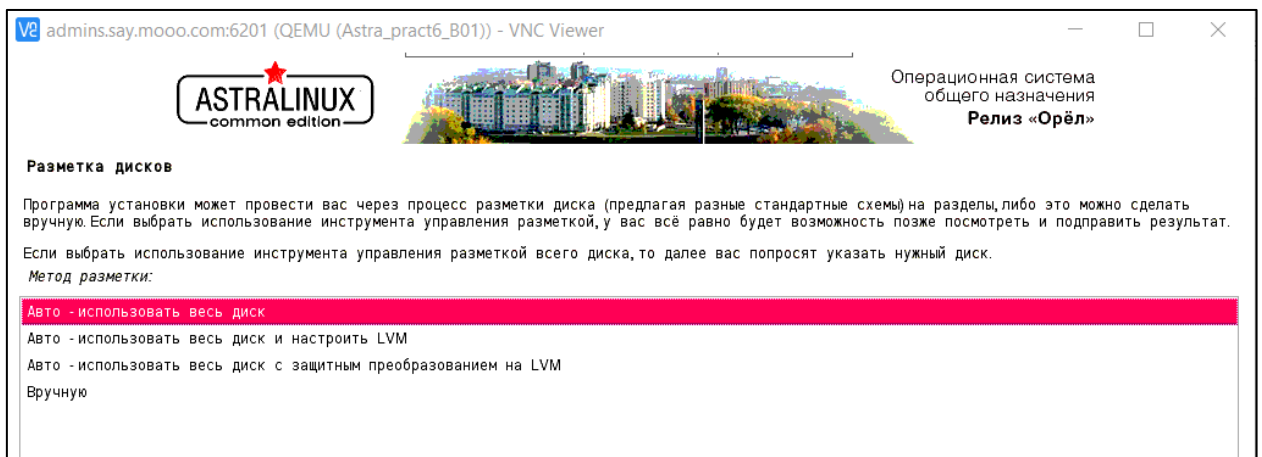 V2 admins.say.mooo.com:6201 (QEMU (Astra_pract6_B01)) - VNC Viewer
ASTRALINUX
common edition
Операционная система
общего назначения
Релиз «Орёл»
Разметка дисков
Программа установки может провести вас через процесс разметки диска (предлагая разные стандартные схемы) на разделы, либо это можно сделать
вручную. Если выбрать использование инструмента управления разметкой, у вас всё равно будет возможность позже посмотреть и подправить результат.
Если выбрать использование инструмента управления разметкой всего диска, то далее вас попросят указать нужный диск.
Метод разметки:
Авто - использовать весь диск
Авто - использовать весь диск и настроить LVM
Авто - использовать весь диск с защитным преобразованием на LVM
Вручную